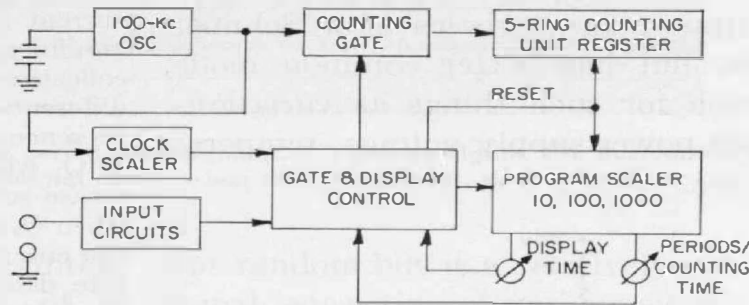 100-Kc
OSC
COUNTING
GATE
5-RING COUNTING
UNIT REGISTER
RESET
CLOCK
SCALER
GATE & DISPLAY
CONTROL
PROGRAM SCALER
10, 100, 1000
INPUT
CIRCUITS
DISPLAY
TIME
PERIODS/
COUNTING
TIME